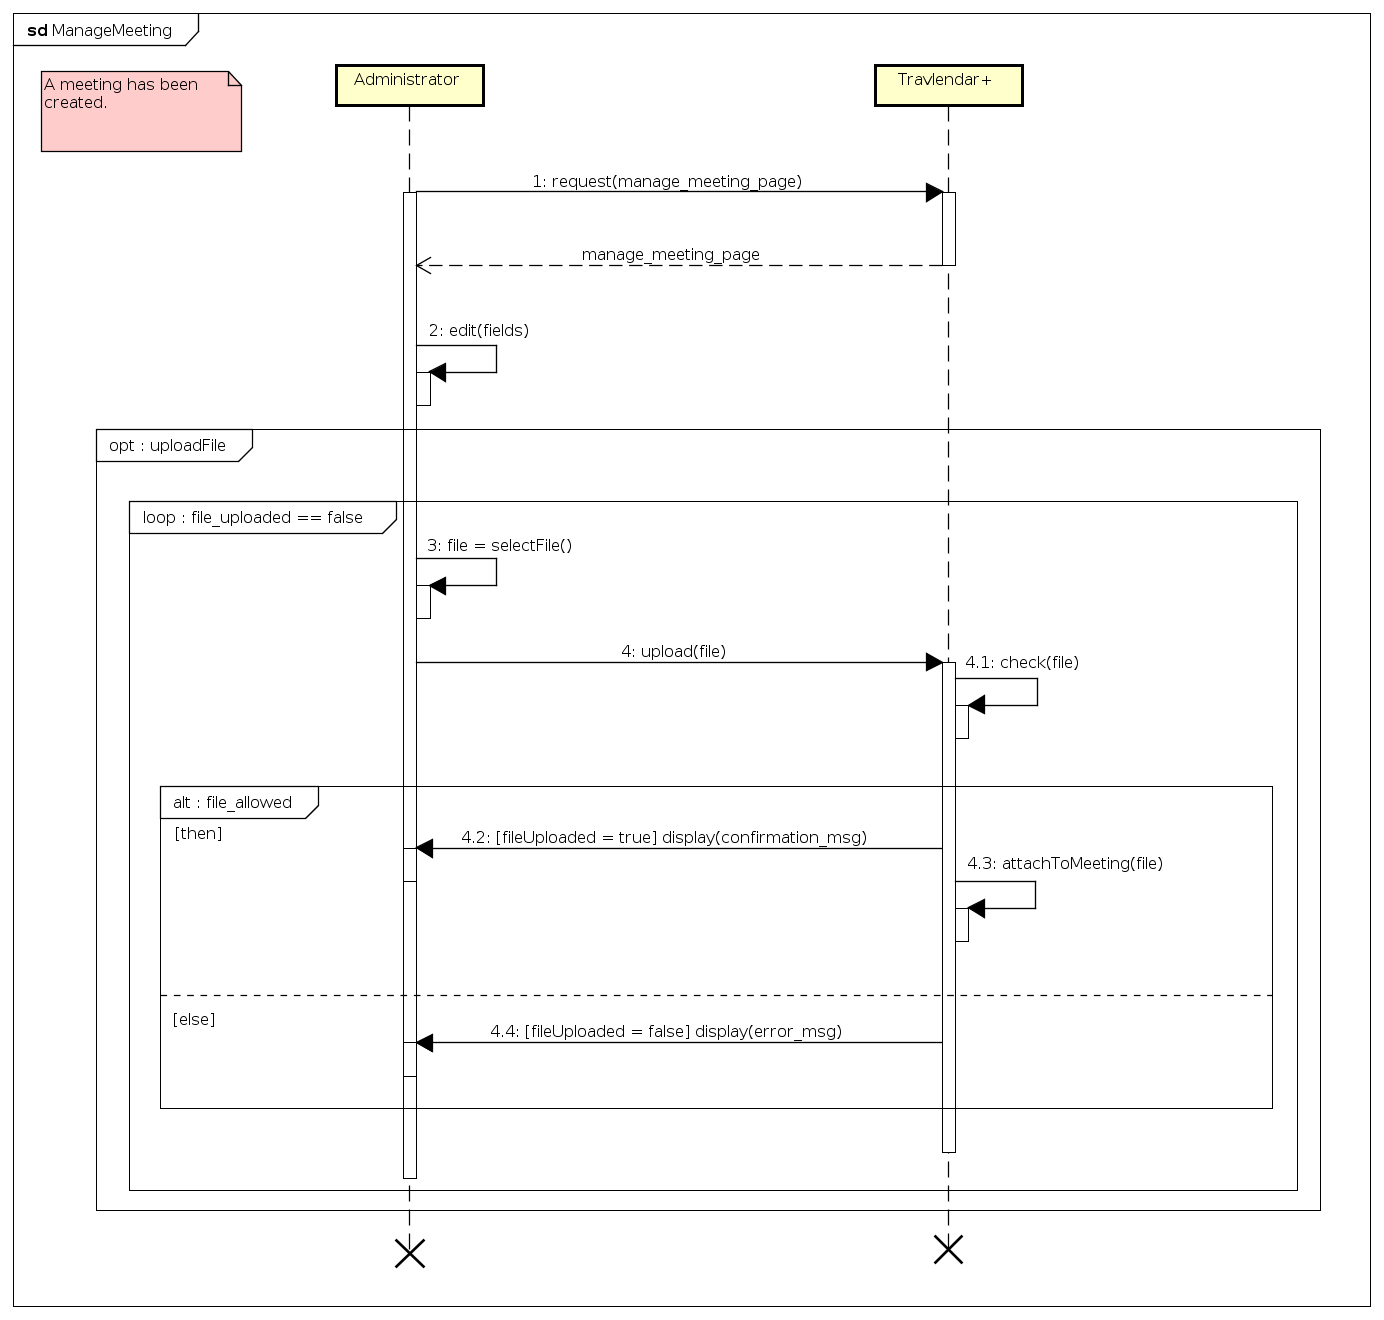 sd ManageMeeting
A meeting has been
created.
Administrator
Travlendar+
1: request(manage_meeting_page)
manage_meeting_page
2: edit(fields)
opt : uploadFile
loop : file_uploaded == false
3: file = selectFile()
4: upload(file)
4.1: check(file)
alt : file_allowed
[then]
4.2: [fileUploaded = true] display(confirmation_msg)
4.3: attachToMeeting(file)
[else]
4.4: [fileUploaded = false] display(error_msg)